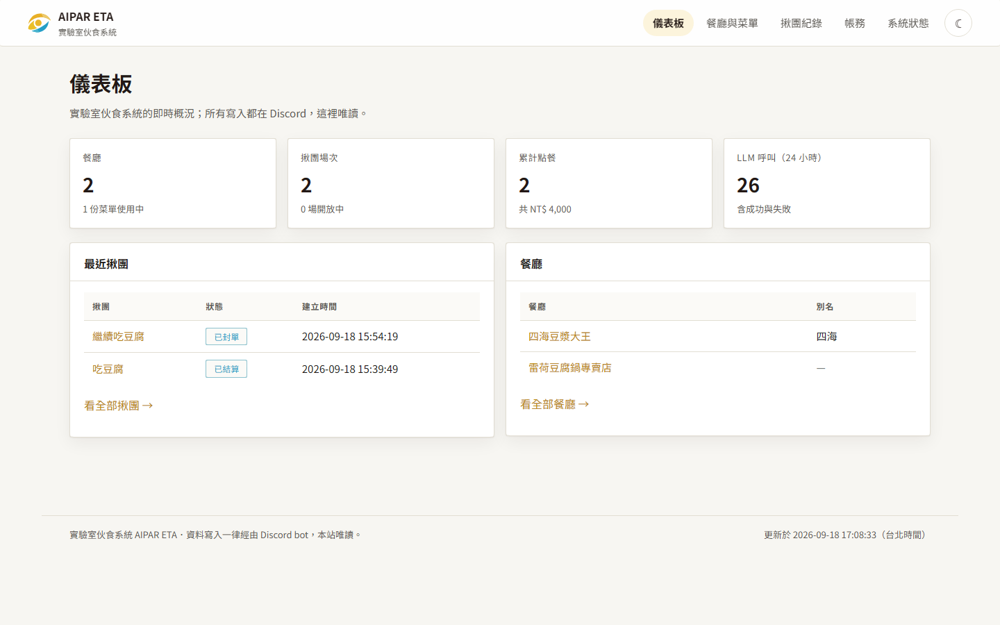 AIPAR ETA
實驗室伙食系統
儀表板
餐廳與菜單
揪團紀錄
帳務
系統狀態
儀表板
實驗室伙食系統的即時概況；所有寫入都在 Discord，這裡唯讀。
餐廳
2
1 份菜單使用中
揪團場次
2
0 場開放中
累計點餐
2
共 NT$ 4,000
LLM 呼叫（24 小時）
26
含成功與失敗
最近揪團
揪團 狀態 建立時間
繼續吃豆腐 已封單 2026-09-18 15:54:19
吃豆腐 已結算 2026-09-18 15:39:49
看全部揪團 →
餐廳
餐廳 別名
四海豆漿大王 四海
雷荷豆腐鍋專賣店 —
看全部餐廳 →
實驗室伙食系統 AIPAR ETA・資料寫入一律經由 Discord bot，本站唯讀。
更新於 2026-09-18 17:08:33（台北時間）